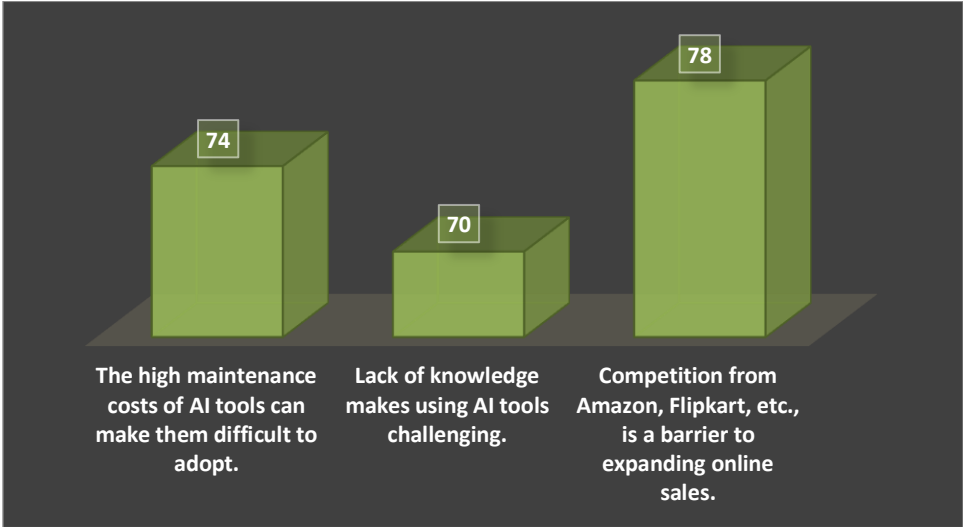 74
70
78
The high maintenance
costs of AI tools can
make them difficult to
adopt.
Lack of knowledge
makes using AI tools
challenging.
Competition from
Amazon, Flipkart, etc.,
is a barrier to
expanding online
sales.